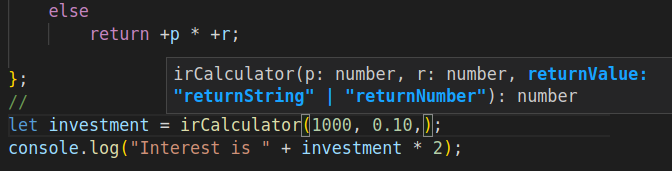 else
return +p * +r;
irCalculator(p: number, r: number, returnValue:
};
"returnString" | "returnNumber"): number
//
let investment = irCalculator(1000, 0.10,);
console.log("Interest is " + investment * 2);